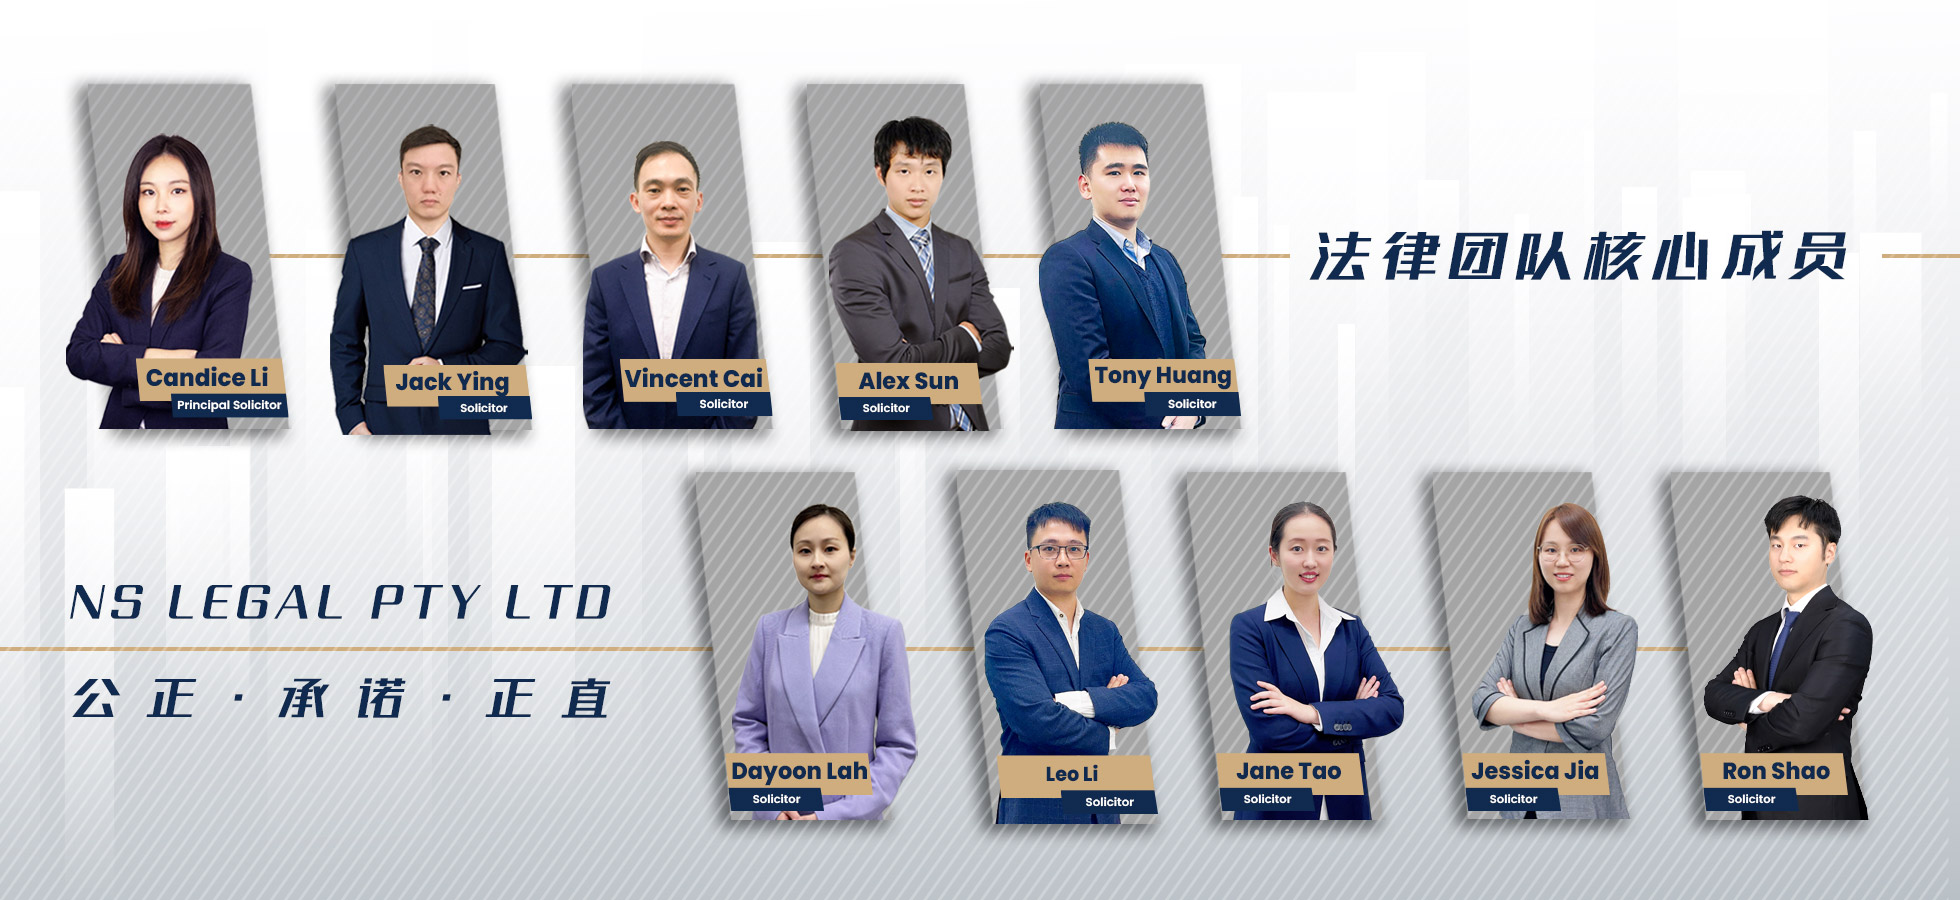 Candice Li
Principal Solicitor
Jack Ying
Solicitor
Vincent Cai
Solicitor
Alex Sun
Solicitor
Tony Huang
Solicitor
法律团队核心成员
NS LEGAL PTY LTD
公正·承诺·正直
Dayoon Lah
Solicitor
Leo Li
Solicitor
Jane Tao
Solicitor
Jessica Jia
Solicitor
Ron Shao
Solicitor